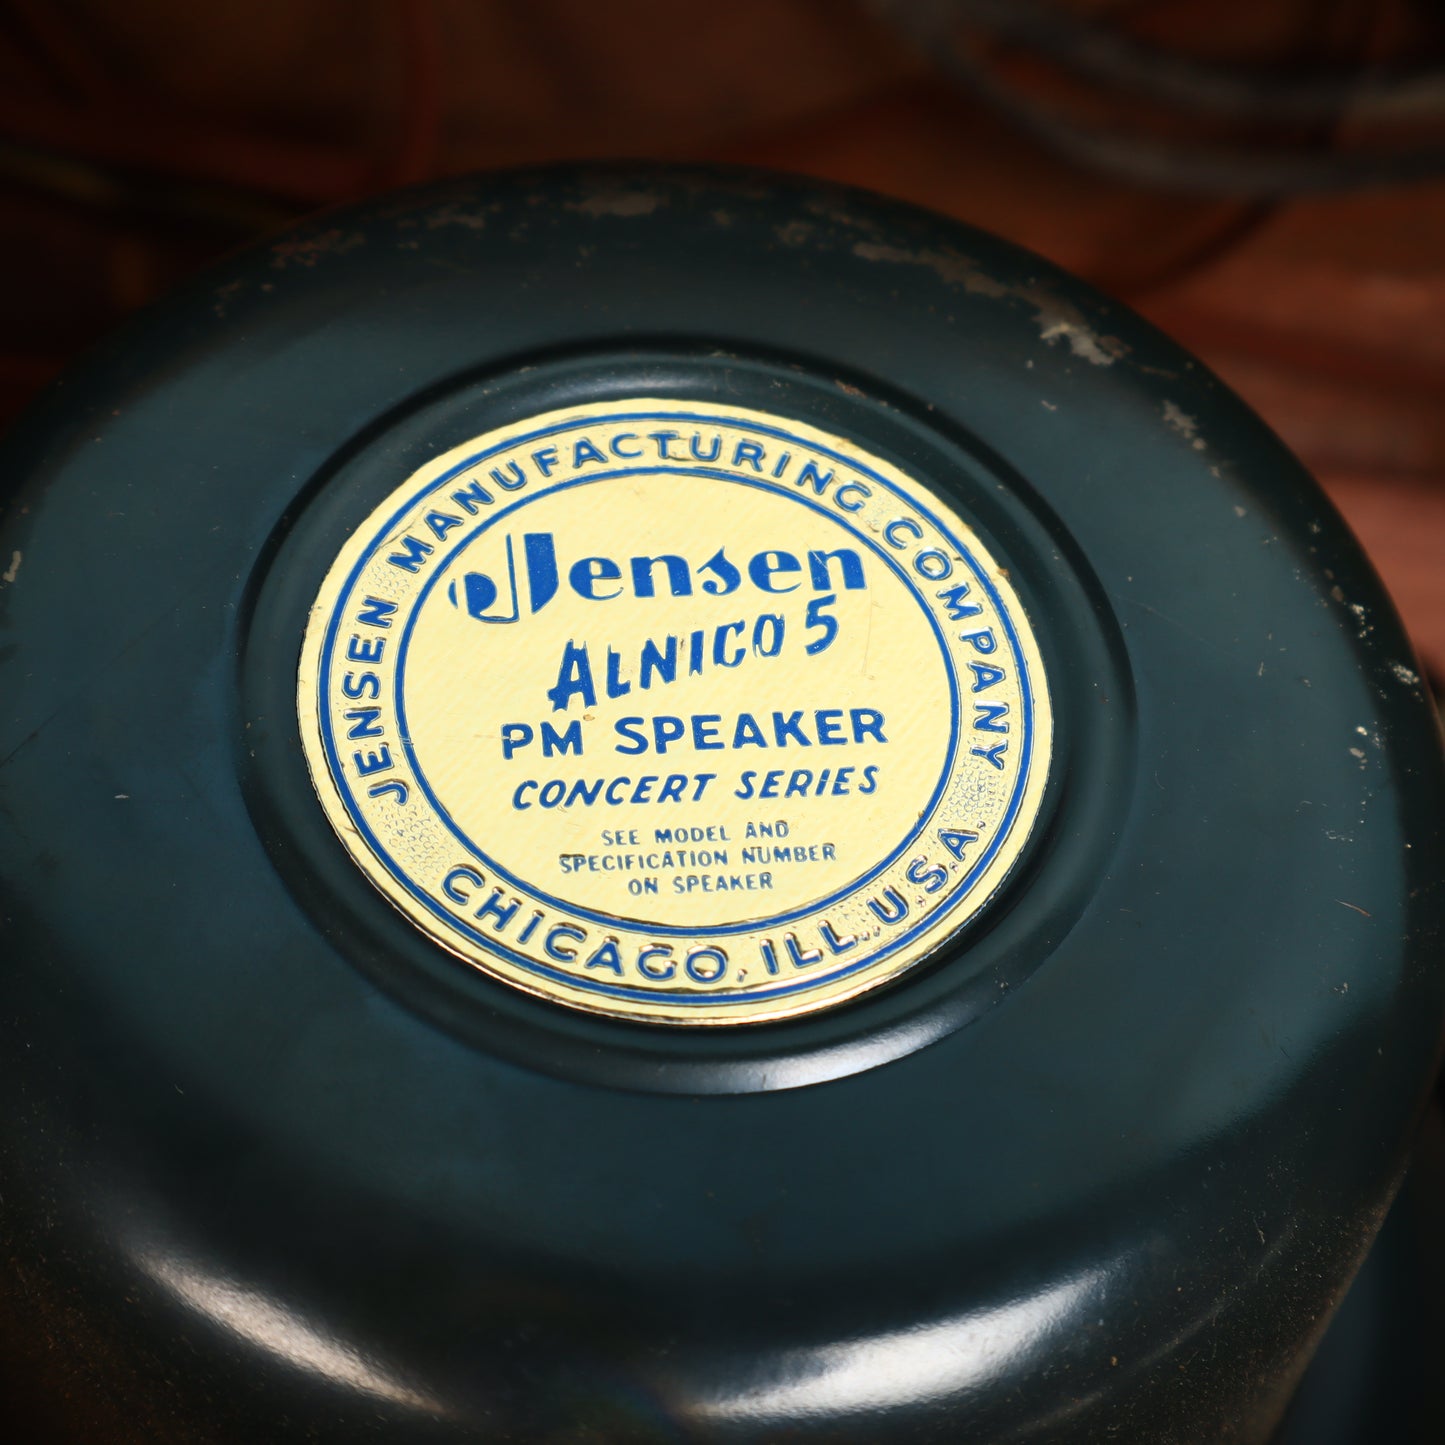 JENSEN MANUFACTURING COMPANY
Jensen
ALNICO 5
PM SPEAKER
CONCERT SERIES
SEE MODEL AND
SPECIFICATION NUMBER
ON SPEAKER
CHICAGO, ILL., U.S.A.